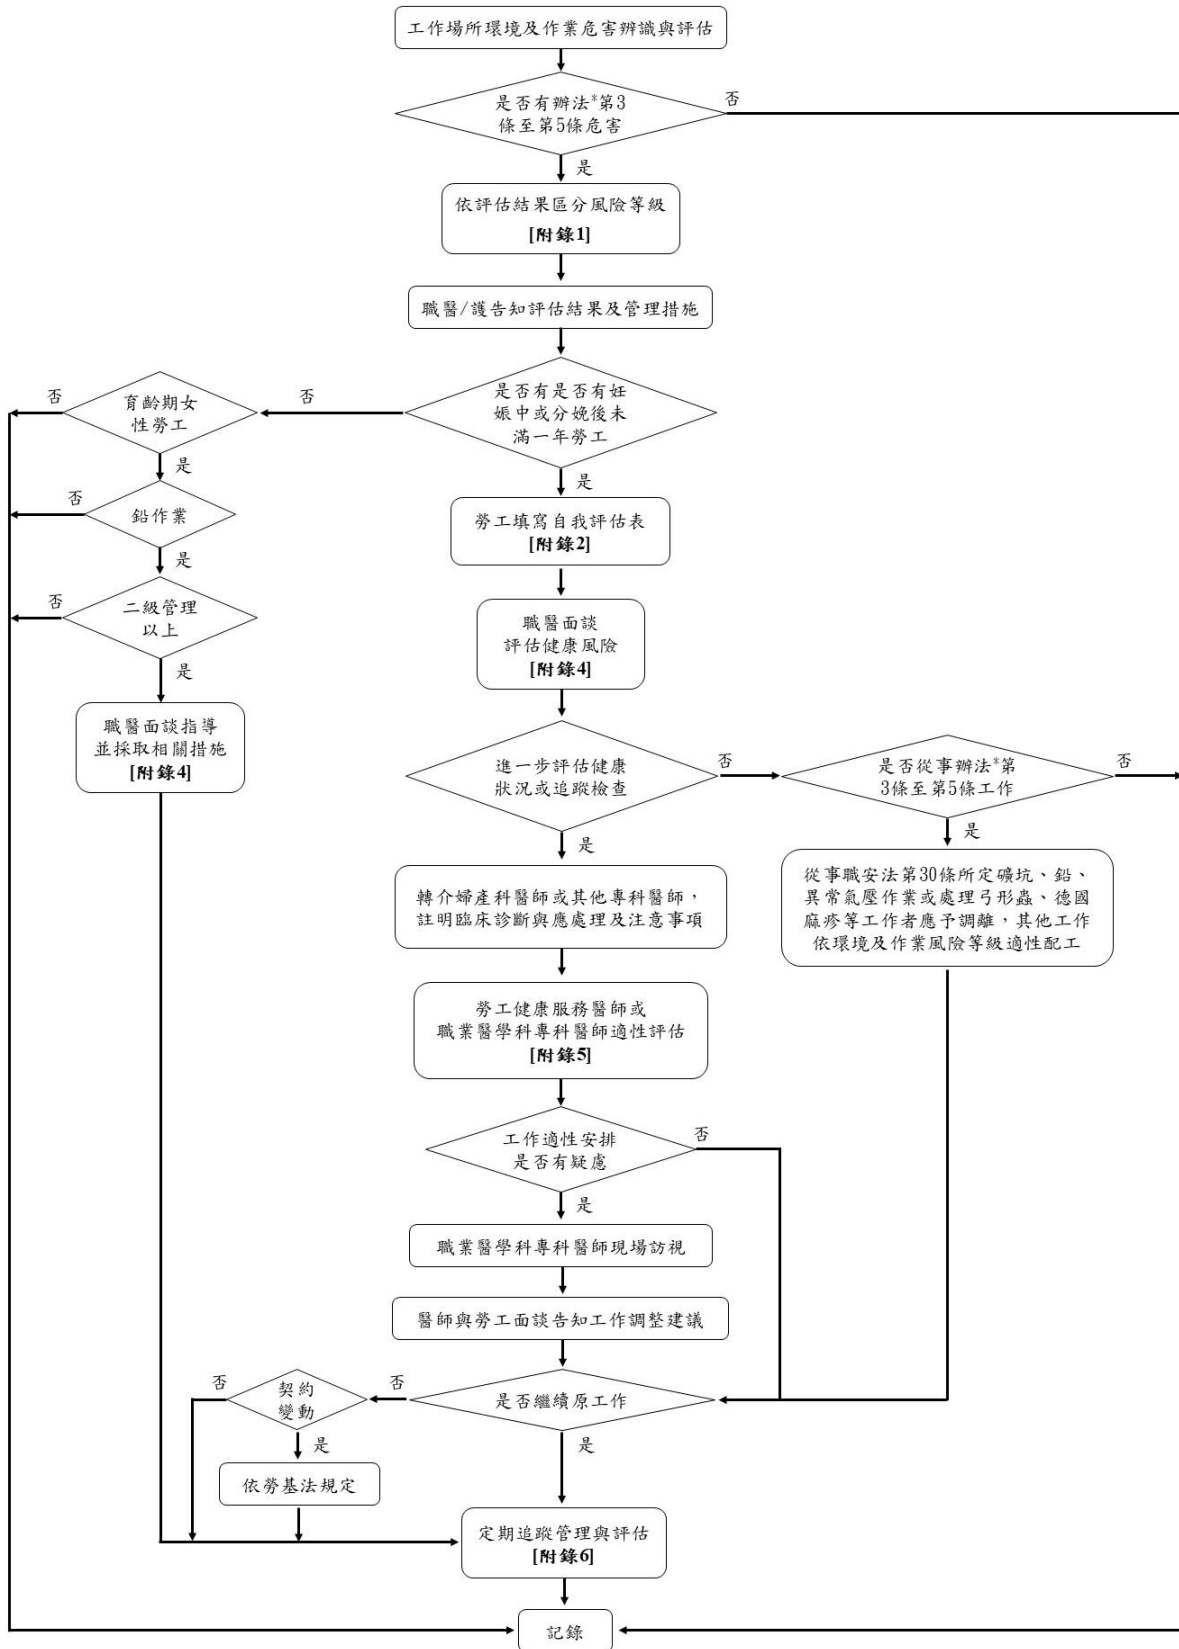 工作場所環境及作業危害辨識與評估
是否有辦法*第3
條至第5條危害
否
是
依評估結果區分風險等級
[附錄1]
職醫/護告知評估結果及管理措施
是否有是否有妊
娠中或分娩後未
滿一年勞工
否
是
育齡期女
性勞工
否
是
鉛作業
否
是
二級管理
以上
否
是
職醫面談指導
並採取相關措施
[附錄4]
勞工填寫自我評估表
[附錄2]
職醫面談
評估健康風險
[附錄4]
進一步評估健康
狀況或追蹤檢查
否
是
是否從事辦法*第
3條至第5條工作
否
是
從事職安法第30條所定礦坑、鉛、
異常氣壓作業或處理弓形蟲、德國
麻疹等工作者應予調離，其他工作
依環境及作業風險等級適性配工
轉介婦產科醫師或其他專科醫師，
註明臨床診斷與應處理及注意事項
勞工健康服務醫師或
職業醫學科專科醫師適性評估
[附錄5]
工作適性安排
是否有疑慮
否
是
職業醫學科專科醫師現場訪視
醫師與勞工面談告知工作調整建議
是否繼續原工作
否
是
契約
變動
否
是
依勞基法規定
定期追蹤管理與評估
[附錄6]
記錄